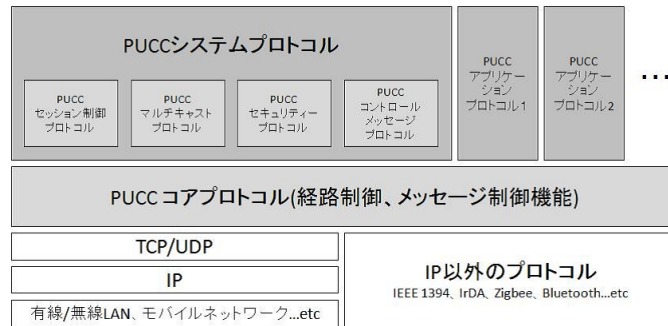 PUCCシステムプロトコル
PUCC
セッション制御
プロトコル
PUCC
マルチキャスト
プロトコル
PUCC
セキュリティー
プロトコル
PUCC
コントロール
メッセージ
プロトコル
PUCC
アプリケー
ション
プロトコル1
PUCC
アプリケー
ション
プロトコル2
...
PUCC コアプロトコル(経路制御、メッセージ制御機能)
TCP/UDP
IP
有線/無線LAN、モバイルネットワーク...etc
IP以外のプロトコル
IEEE 1394、IrDA、Zigbee、Bluetooth...etc